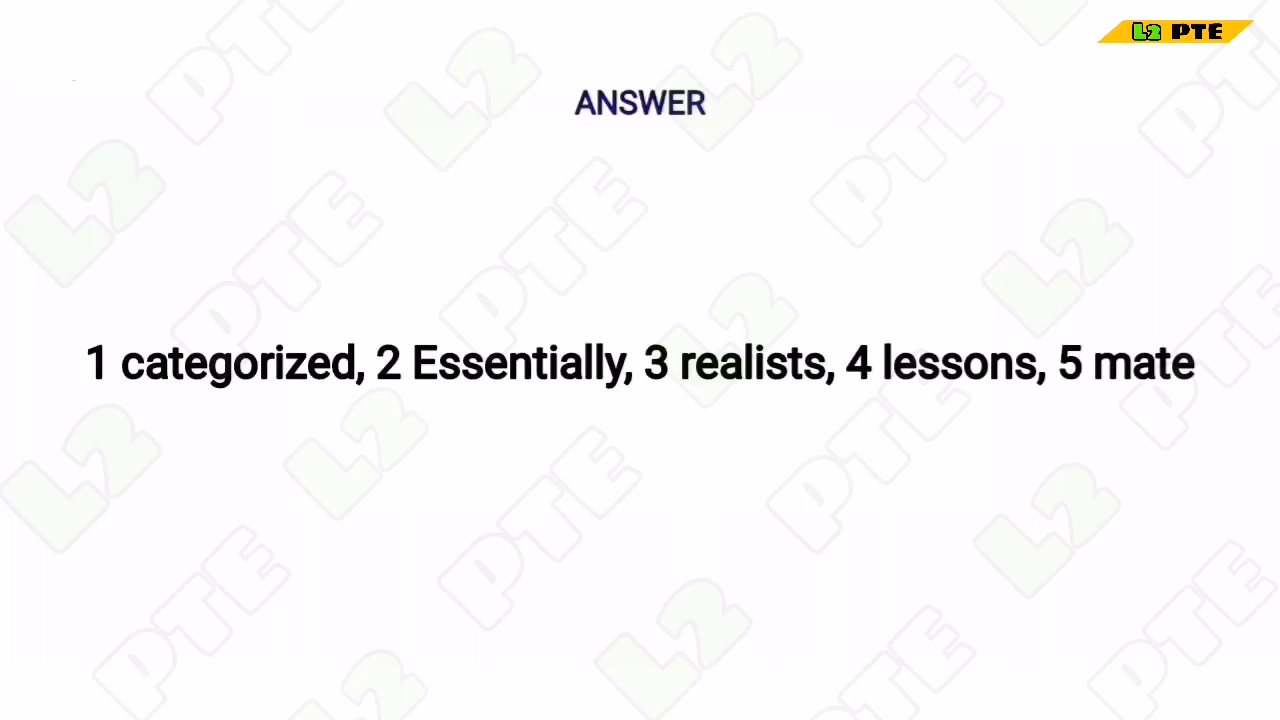 L2 PTE
ANSWER
1 categorized, 2 Essentially, 3 realists, 4 lessons, 5 mate